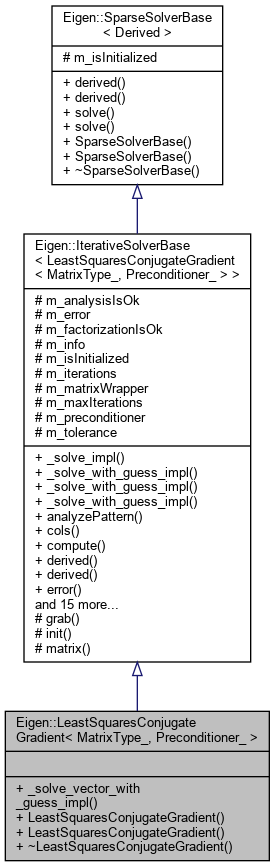 Eigen::SparseSolverBase
< Derived >
# m_isInitialized
+ derived()
+ derived()
+ solve()
+ solve()
+ SparseSolverBase()
+ SparseSolverBase()
+ ~SparseSolverBase()
Eigen::IterativeSolverBase
< LeastSquaresConjugateGradient
< MatrixType_, Preconditioner_ > >
# m_analysisIsOk
# m_error
# m_factorizationIsOk
# m_info
# m_isInitialized
# m_iterations
# m_matrixWrapper
# m_maxIterations
# m_preconditioner
# m_tolerance
+ _solve_impl()
+ _solve_with_guess_impl()
+ _solve_with_guess_impl()
+ _solve_with_guess_impl()
+ analyzePattern()
+ cols()
+ compute()
+ derived()
+ derived()
+ error()
and 15 more...
# grab()
# init()
# matrix()
Eigen::LeastSquaresConjugate
Gradient< MatrixType_, Preconditioner_ >
+ _solve_vector_with
_guess_impl()
+ LeastSquaresConjugateGradient()
+ LeastSquaresConjugateGradient()
+ ~LeastSquaresConjugateGradient()